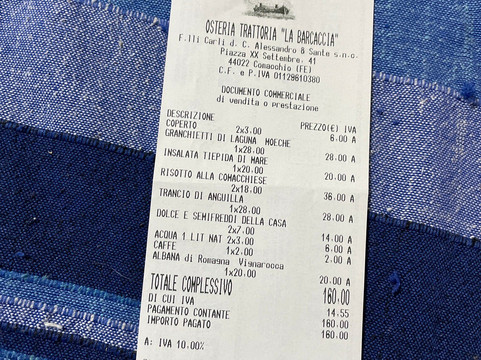 OSTERIA TRATTORIA "LA BARCACCIA"
F.lli Carli d. C. Alessandro & Sante s.n.c.
Piazza XX Settembre, 41
44022 Comacchio (FE)
C.F. e P.IVA 01129610380
DOCUMENTO COMMERCIALE
di vendita o prestazione
DESCRIZIONE PREZZO(€) IVA
COPERTO
2x3,00 6,00 A
GRANCHIETTI DI LAGUNA MOECHE
1x28,00 28,00 A
INSALATA TIEPIDA DI MARE
1x20,00 20,00 A
RISOTTO ALLA COMACCHIESE
2x18,00 36,00 A
TRANCIO DI ANGUILLA
1x28,00 28,00 A
DOLCE E SEMIFREDDI DELLA CASA
2x7,00 14,00 A
ACQUA 1 LIT NAT 2x3,00 6,00 A
CAFFE 1x2,00 2,00 A
ALBANA di Romagna Vignarocca
1x20,00 20,00 A
TOTALE COMPLESSIVO 160,00
DI CUI IVA 14,55
PAGAMENTO CONTANTE 160,00
IMPORTO PAGATO 160,00
A: IVA 10,00%